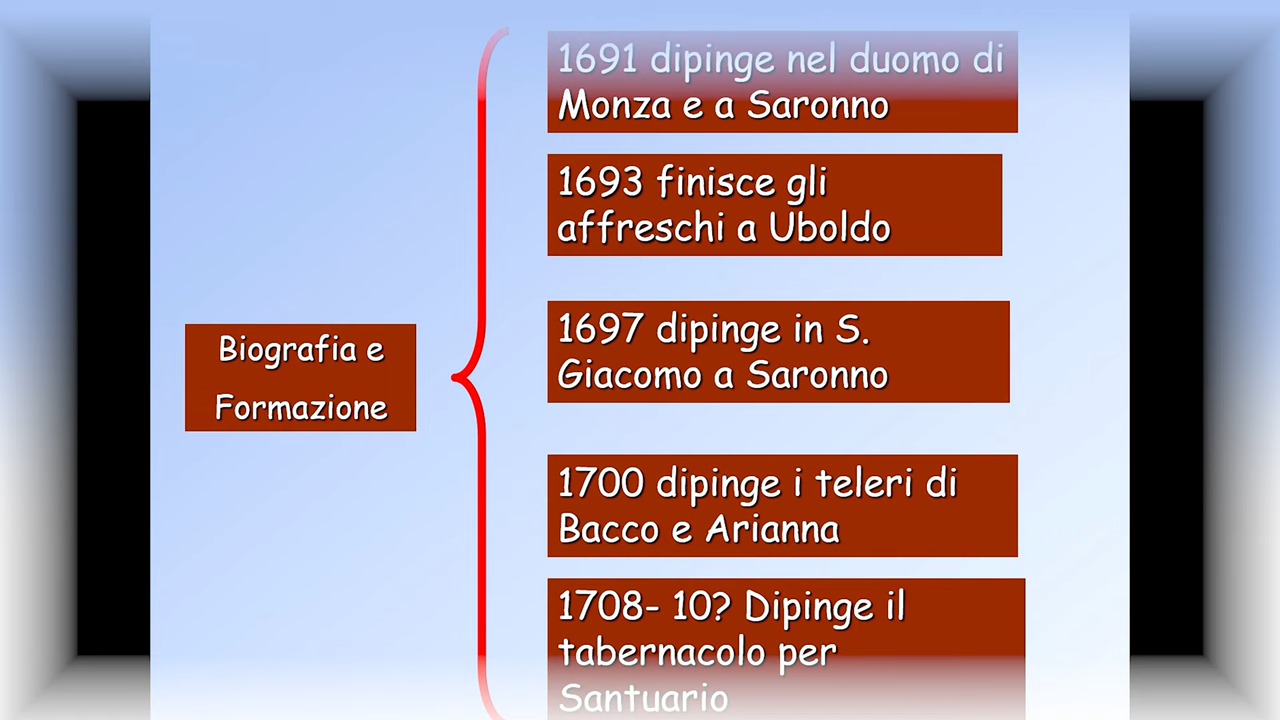 1691 dipinge nel duomo di
Monza e a Saronno
1693 finisce gli
affreschi a Uboldo
Biografia e
Formazione
1697 dipinge in S.
Giacomo a Saronno
1700 dipinge i teleri di
Bacco e Arianna
1708- 10? Dipinge il
tabernacolo per
Santuario